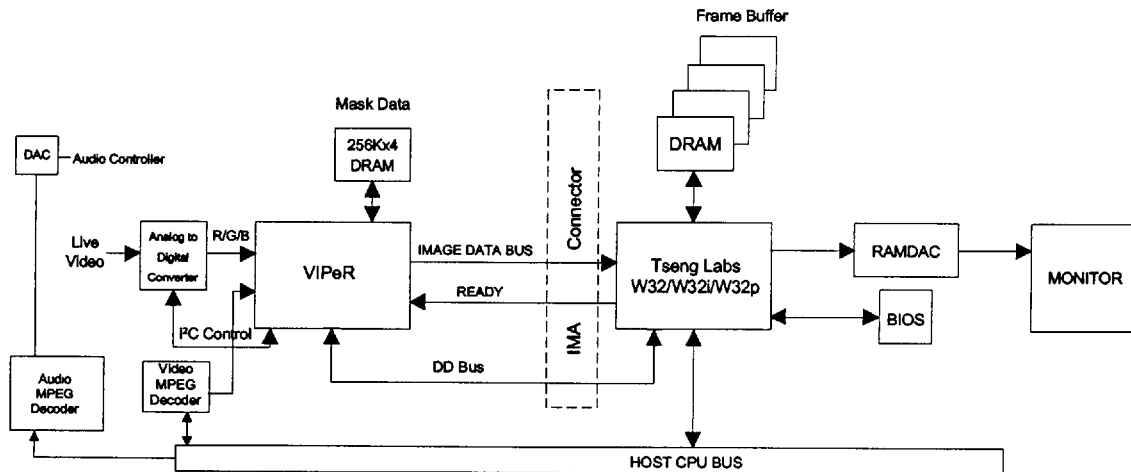 Frame Buffer
Mask Data
DAC
Audio Controller
256Kx4
DRAM
DRAM
Connector
IMA
Live
Video
Analog to
Digital
Converter
R/G/B
VIPeR
IMAGE DATA BUS
READY
Tseng Labs
W32/W32i/W32p
RAMDAC
MONITOR
BIOS
I²C Control
DD Bus
Audio
MPEG
Decoder
Video
MPEG
Decoder
HOST CPU BUS